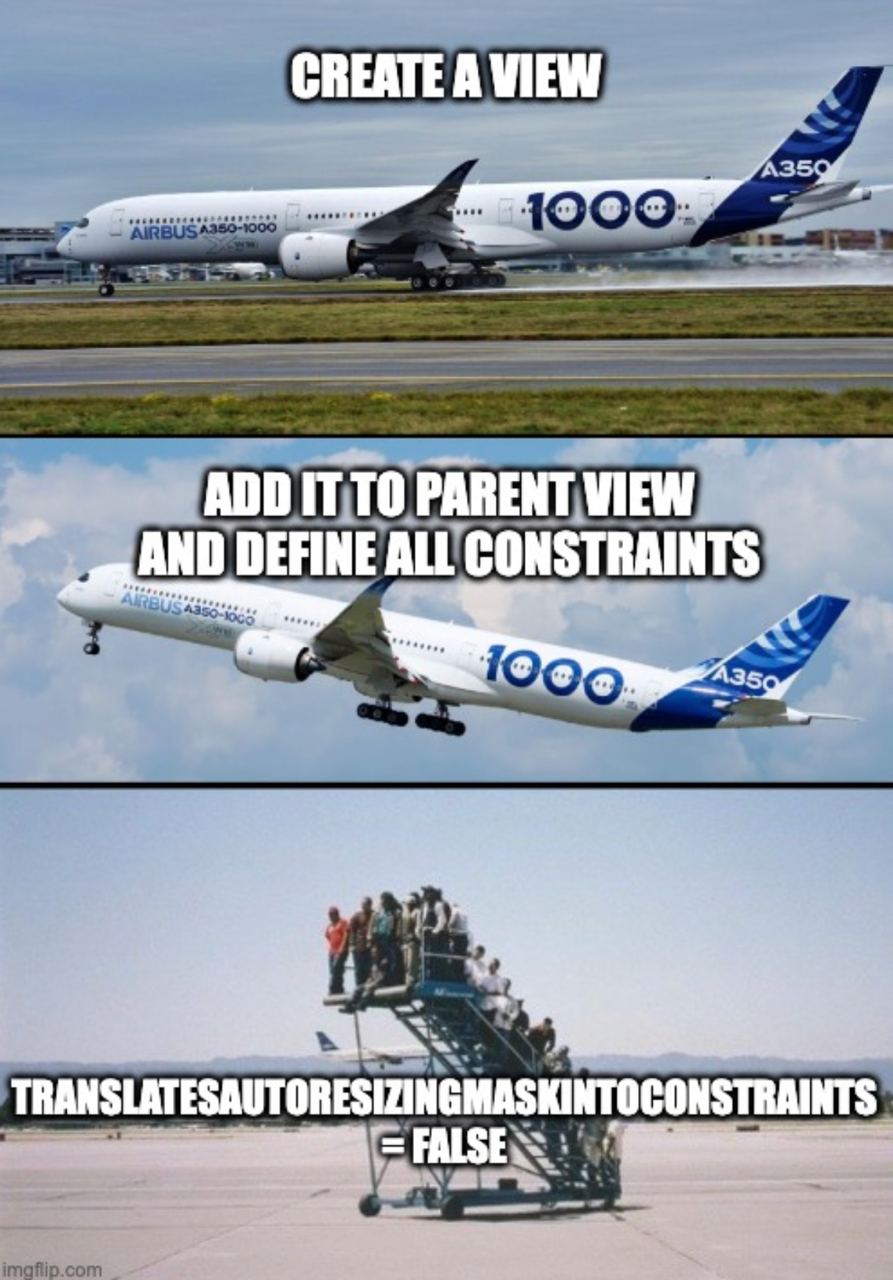 CREATE A VIEW
A350
1000
AIRBUS A350-1000
ADD IT TO PARENT VIEW
AND DEFINE ALL CONSTRAINTS
AIRBUS A350-1000
1000
A350
TRANSLATESAUTORESIZINGMASKINTOCONSTRAINTS
= FALSE
imgflip.com